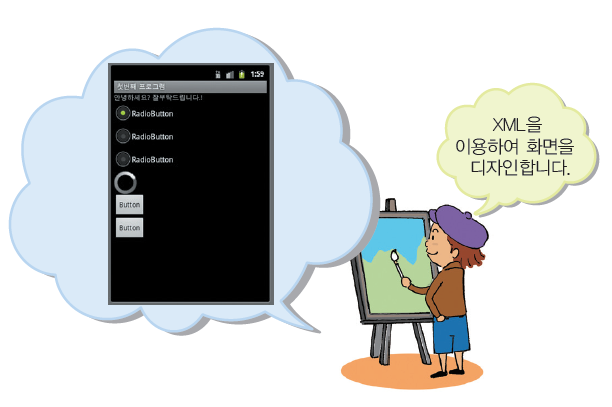 1:59
첫번째 프로그램
안녕하세요? 잘부탁드립니다.!
RadioButton
RadioButton
RadioButton
Button
Button
XML을
이용하여 화면을
디자인합니다.